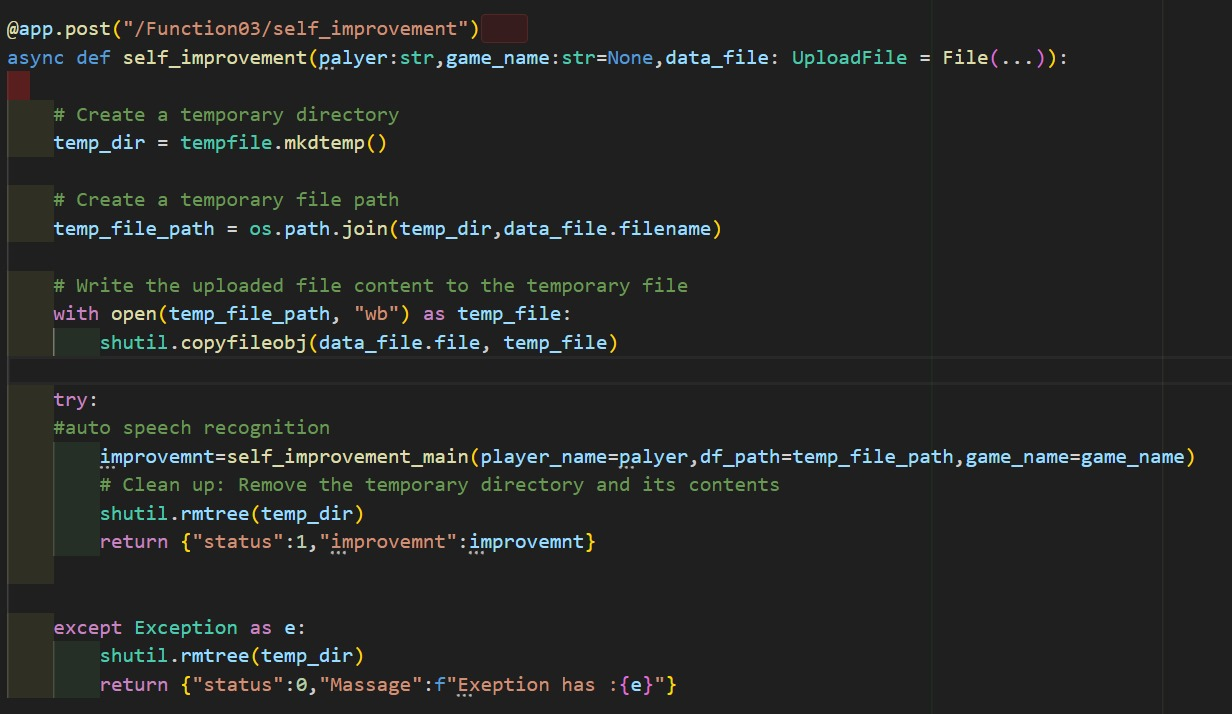 @app.post("/Function03/self_improvement")
async def self_improvement(palyer:str,game_name:str=None,data_file: UploadFile = File(...)):
# Create a temporary directory
temp_dir = tempfile.mkdtemp()
# Create a temporary file path
temp_file_path = os.path.join(temp_dir,data_file.filename)
# Write the uploaded file content to the temporary file
with open(temp_file_path, "wb") as temp_file:
shutil.copyfileobj(data_file.file, temp_file)
try:
#auto speech recognition
improvemnt=self_improvement_main(player_name=palyer,df_path=temp_file_path,game_name=game_name)
# Clean up: Remove the temporary directory and its contents
shutil.rmtree(temp_dir)
return {"status":1,"improvemnt":improvemnt}
except Exception as e:
shutil.rmtree(temp_dir)
return {"status":0,"Massage":f"Exeption has :{e}"}